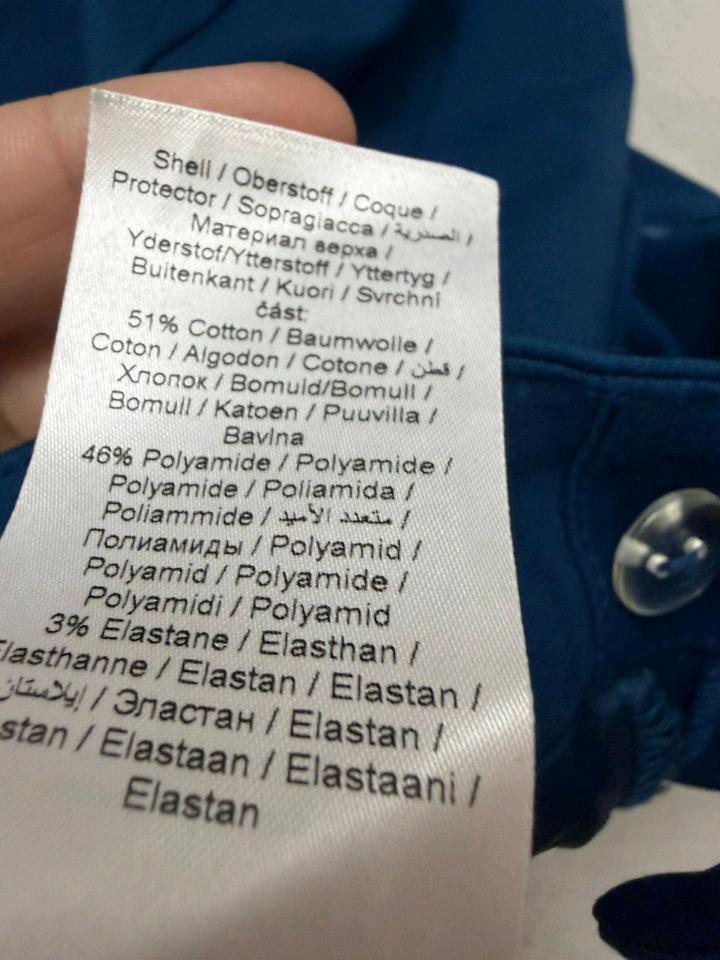 Shell / Oberstoff / Coque /
Protector / Sopragiacca / الصدرية /
Материал верха /
Yderstof/Ytterstoff / Yttertyg /
Buitenkant / Kuori / Svrchní
část:
51% Cotton / Baumwolle /
Coton / Algodon / Cotone / قطن /
Хлопок / Bomuld/Bomull /
Bomull / Katoen / Puuvilla /
Bavlna
46% Polyamide / Polyamide /
Polyamide / Poliamida /
Poliammide / متعدد الأميد /
Полиамиды / Polyamid /
Polyamid / Polyamide /
Polyamidi / Polyamid
3% Elastane / Elasthan /
Elasthanne / Elastan / Elastan /
إيلاستان / Эластан / Elastan /
stan / Elastaan / Elastaani /
Elastan